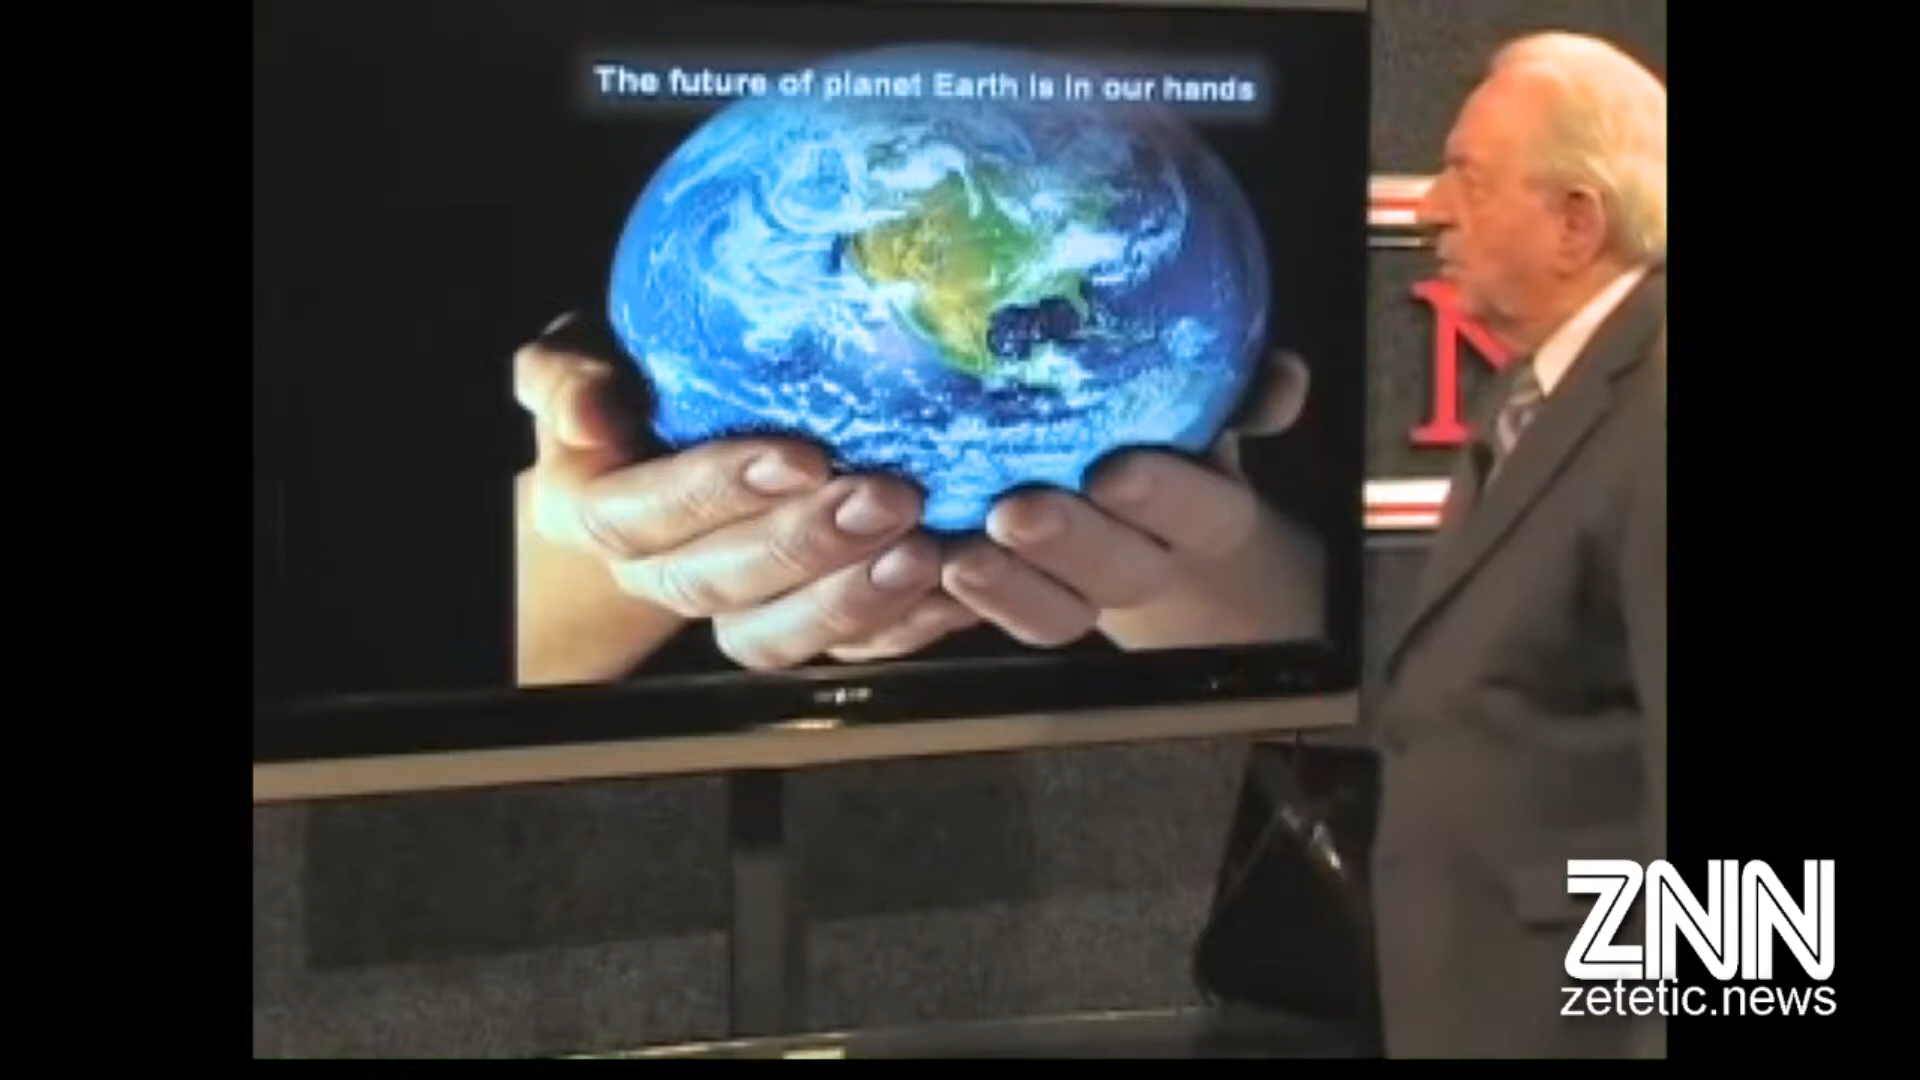 The future of planet Earth is in our hands
N
ZNN
zetetic.news